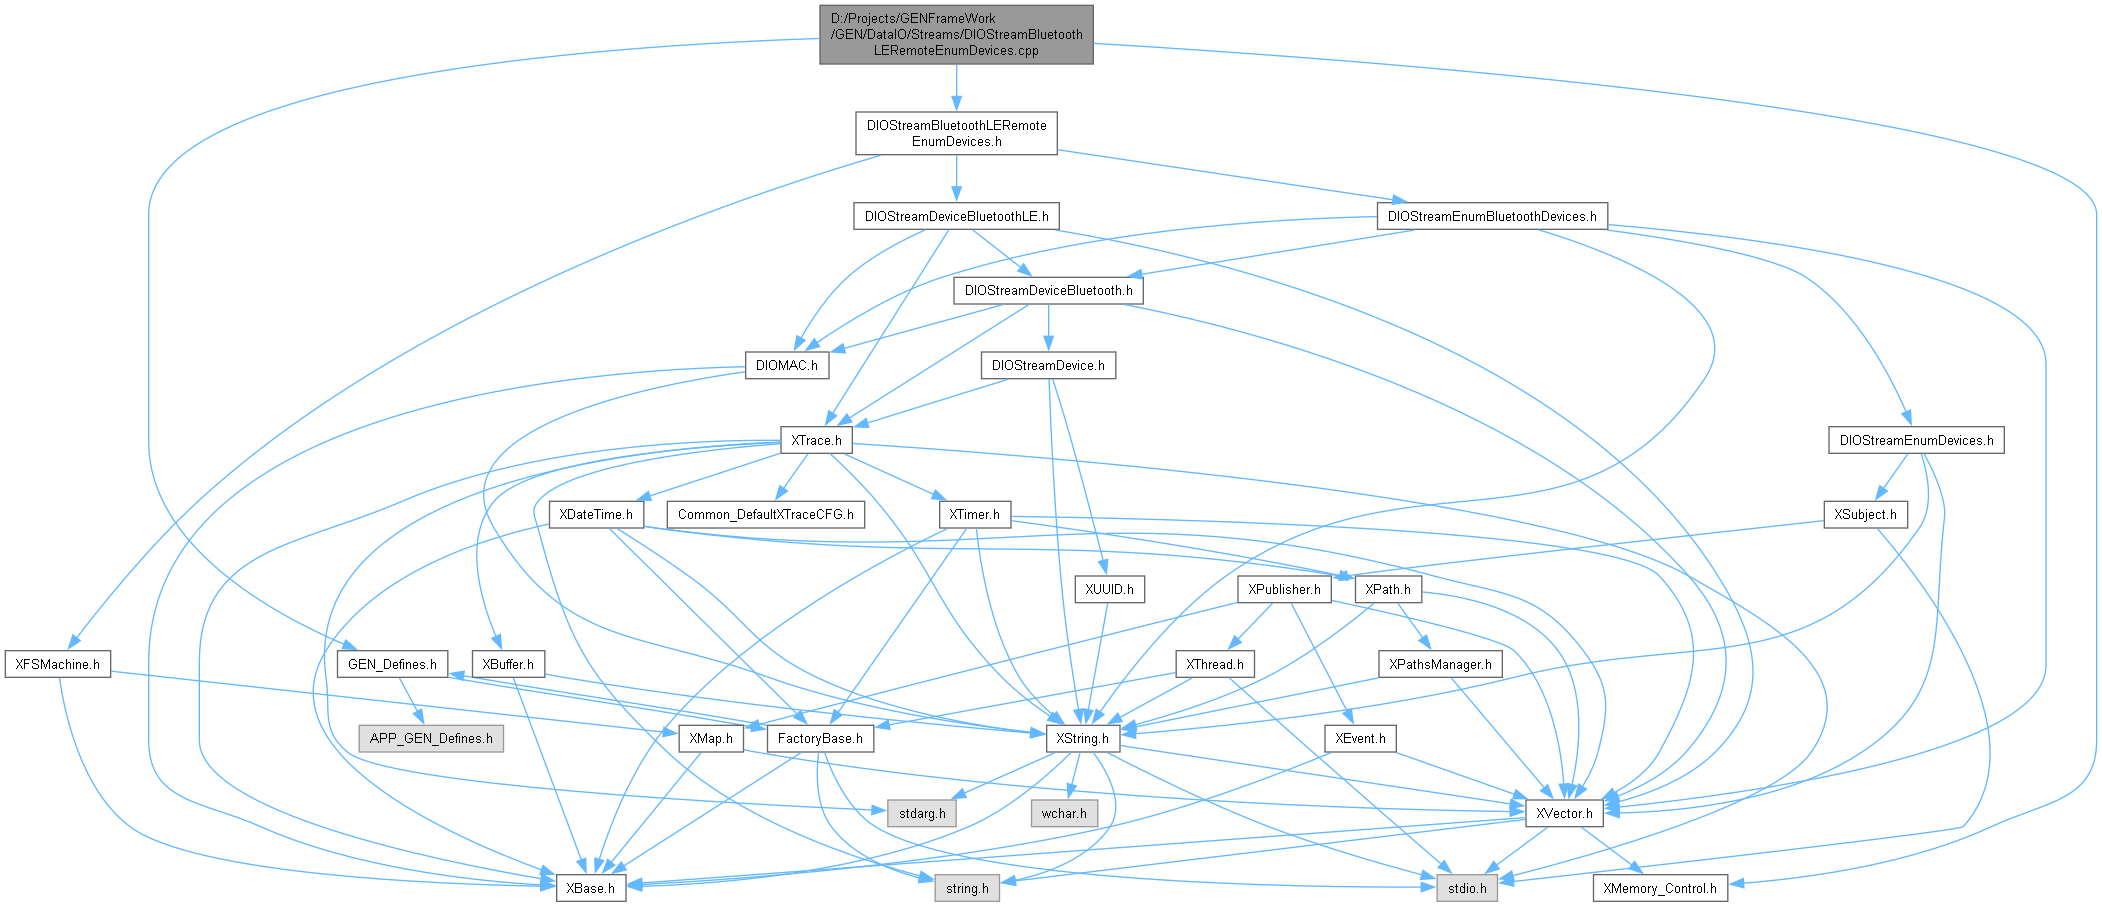 D:/Projects/GENFrameWork
/GEN/DataIO/Streams/DIOStreamBluetooth
LERemoteEnumDevices.cpp
DIOStreamBluetoothLERemote
EnumDevices.h
DIOStreamDeviceBluetoothLE.h
DIOStreamEnumBluetoothDevices.h
DIOStreamDeviceBluetooth.h
DIOMAC.h
DIOStreamDevice.h
XTrace.h
DIOStreamEnumDevices.h
XDateTime.h
Common_DefaultXTraceCFG.h
XTimer.h
XSubject.h
XUUID.h
XPublisher.h
XPath.h
XFSMachine.h
GEN_Defines.h
XBuffer.h
XThread.h
XPathsManager.h
APP_GEN_Defines.h
XMap.h
FactoryBase.h
XString.h
XEvent.h
stdarg.h
wchar.h
XVector.h
XBase.h
string.h
stdio.h
XMemory_Control.h